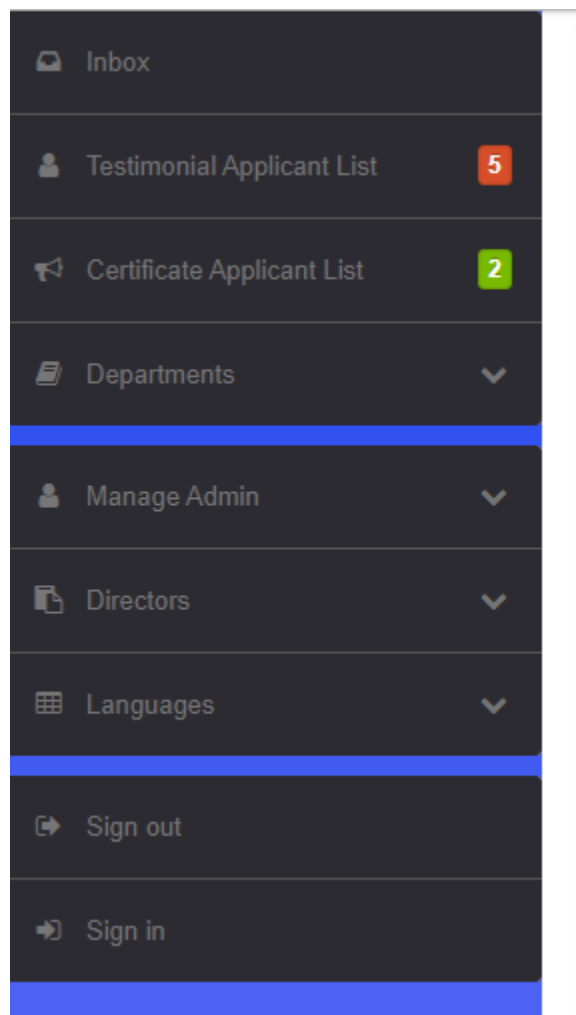 Inbox
Testimonial Applicant List 5
Certificate Applicant List 2
Departments
Manage Admin
Directors
Languages
Sign out
Sign in